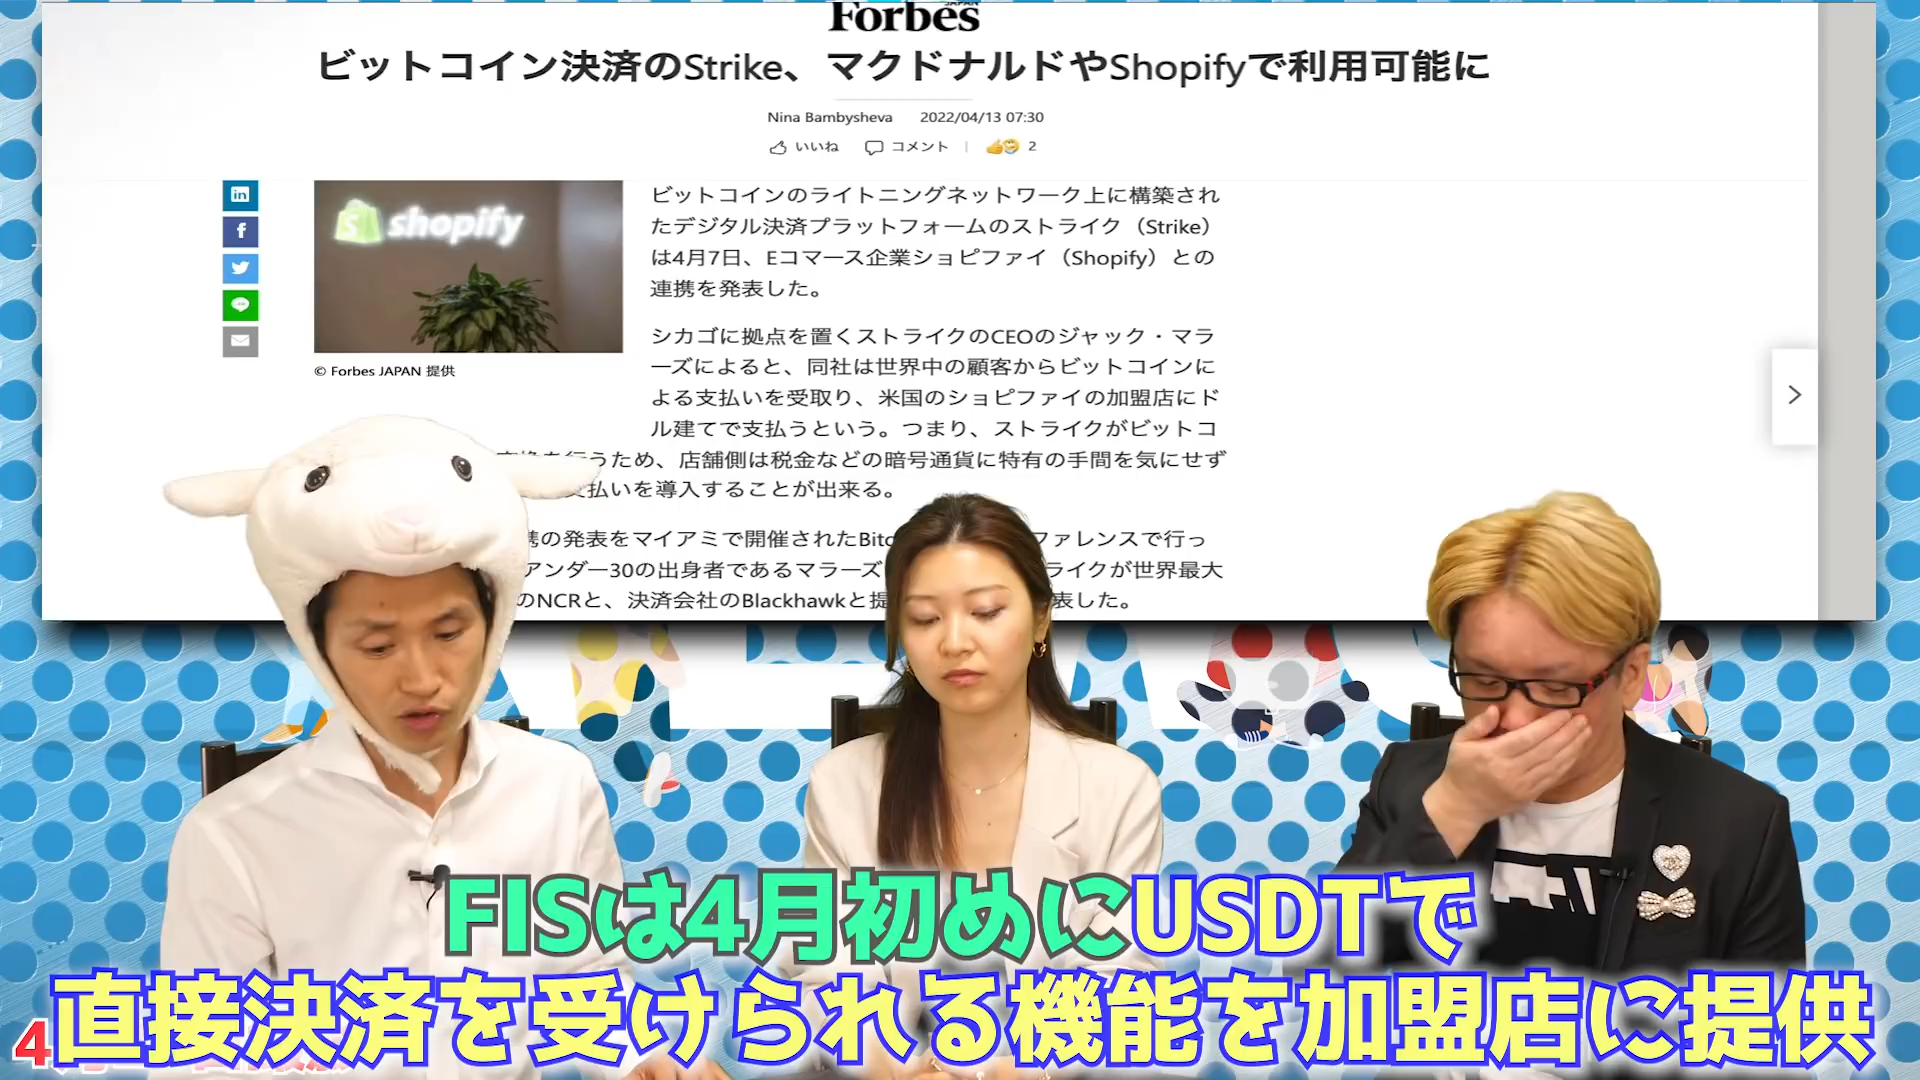 Forbes
JAPAN
ビットコイン決済のStrike、マクドナルドやShopifyで利用可能に
Nina Bambysheva 2022/04/13 07:30
いいね コメント | 2
in
f
shopify
© Forbes JAPAN 提供
ビットコインのライトニングネットワーク上に構築され
たデジタル決済プラットフォームのストライク（Strike）
は4月7日、Eコマース企業ショピファイ（Shopify）との
連携を発表した。
シカゴに拠点を置くストライクのCEOのジャック・マラ
ーズによると、同社は世界中の顧客からビットコインに
よる支払いを受取り、米国のショピファイの加盟店にド
ル建てで支払うという。つまり、ストライクがビットコ
うため、店舗側は税金などの暗号通貨に特有の手間を気にせず
支払いを導入することが出来る。
携の発表をマイアミで開催されたBitc ファレンスで行っ
アンダー30の出身者であるマラーズ ライクが世界最大
のNCRと、決済会社のBlackhawkと提 表した。
FISは4月初めにUSDTで
直接決済を受けられる機能を加盟店に提供
4